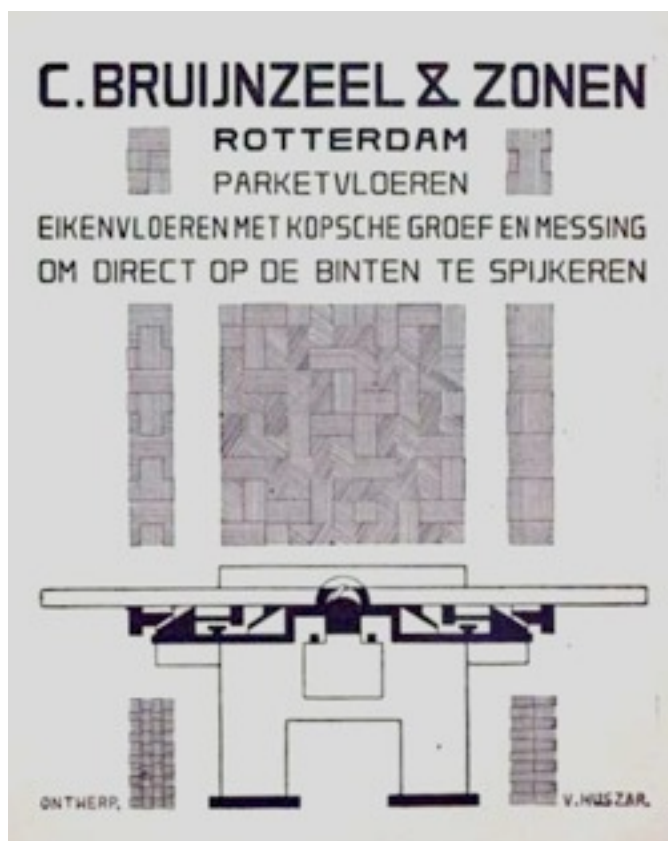 C. BRUIJNZEEL & ZONEN
ROTTERDAM
PARKETVLOEREN
EIKENVLOEREN MET KOPSCHE GROEF EN MESSING
OM DIRECT OP DE BINTEN TE SPIJKEREN
ONTWERP. V. HUSZAR.